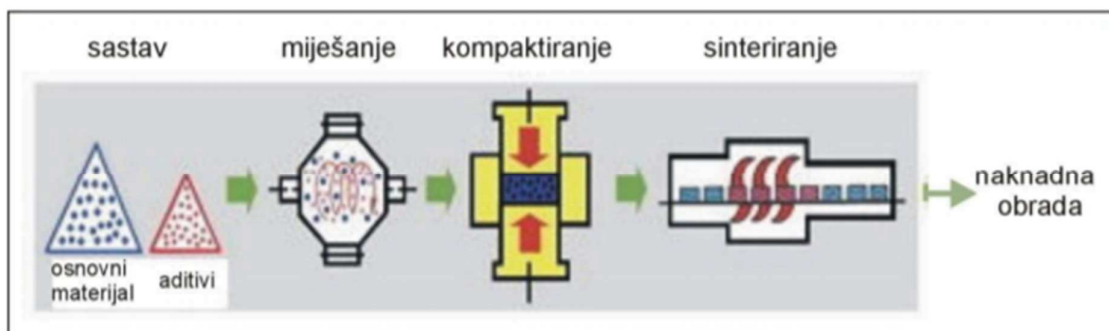 sastav
miješanje
kompaktiranje
sinteriranje
osnovni
materijal
aditivi
naknadna
obrada